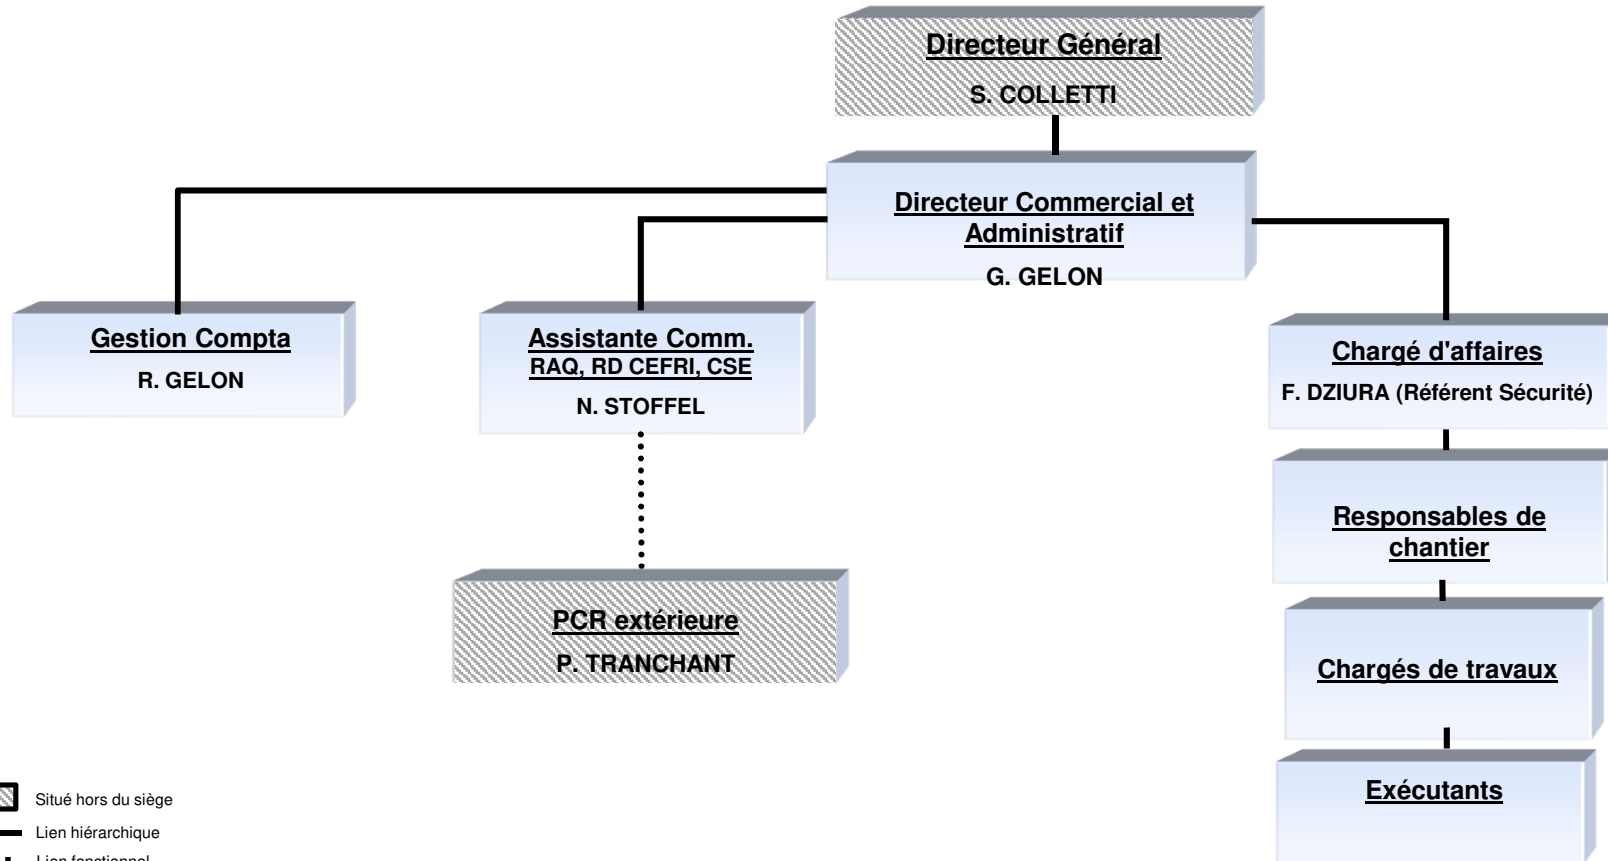 Directeur Général
S. COLLETTI
Directeur Commercial et
Administratif
G. GELON
Gestion Compta
R. GELON
Assistante Comm.
RAQ, RD CEFRI, CSE
N. STOFFEL
Chargé d'affaires
F. DZIURA (Référent Sécurité)
Responsables de
chantier
PCR extérieure
P. TRANCHANT
Chargés de travaux
Exécutants
Situé hors du siège
Lien hiérarchique
Lien fonctionnel